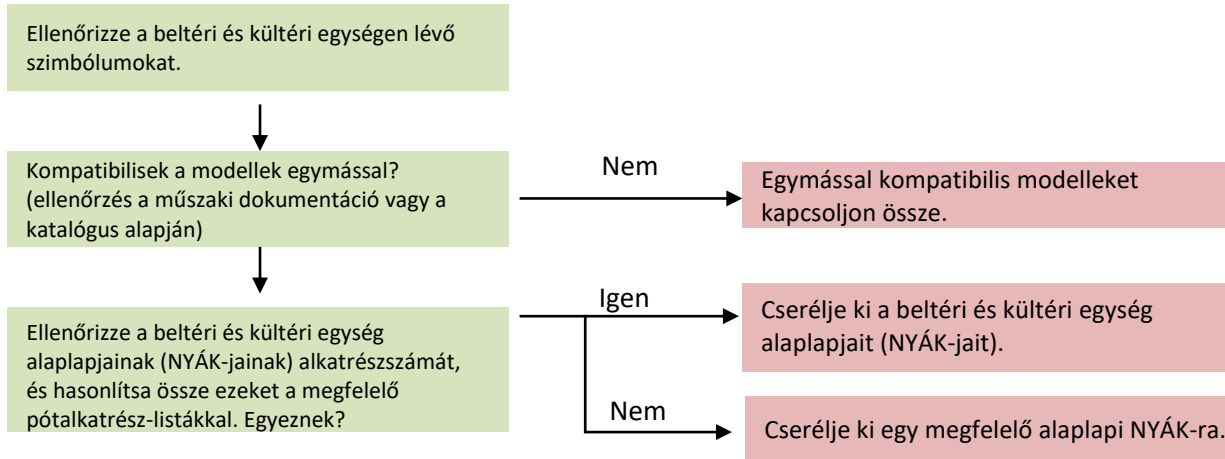 Ellenőrizze a beltéri és kültéri egységen lévő
szimbólumokat.
Kompatibilisek a modellek egymással?
(ellenőrzés a műszaki dokumentáció vagy a
katalógus alapján)
Nem
Egymással kompatibilis modelleket
kapcsoljon össze.
Ellenőrizze a beltéri és kültéri egység
alaplapjainak (NYÁK-jainak) alkatrészszámát,
és hasonlítsa össze ezeket a megfelelő
pótalkatrész-listákkal. Egyeznek?
Igen
Cserélje ki a beltéri és kültéri egység
alaplapjait (NYÁK-jait).
Nem
Cserélje ki egy megfelelő alaplapi NYÁK-ra.